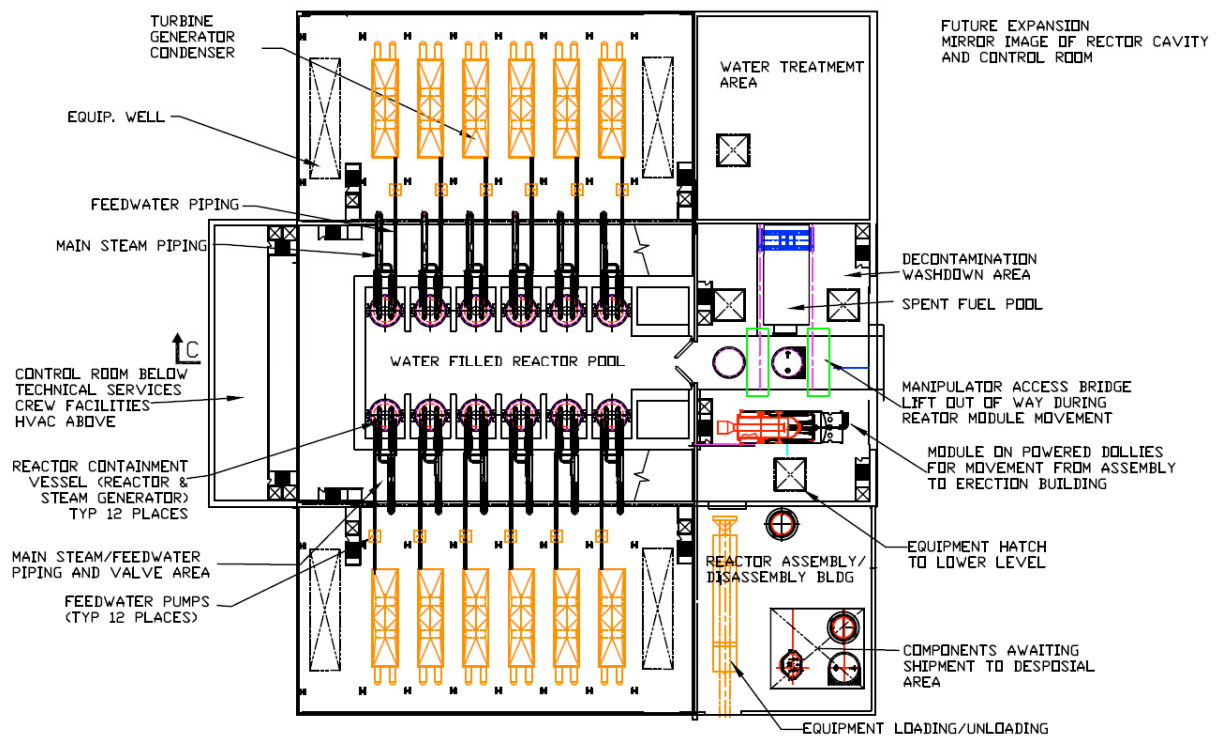 TURBINE
GENERATOR
CONDENSER
FUTURE EXPANSION
MIRROR IMAGE OF RECTOR CAVITY
AND CONTROL ROOM
WATER TREATMEMT
AREA
EQUIP. WELL
FEEDWATER PIPING
MAIN STEAM PIPING
DECONTAMINATION
WASHDOWN AREA
SPENT FUEL POOL
C
WATER FILLED REACTOR POOL
CONTROL ROOM BELOW
TECHNICAL SERVICES
CREW FACILITIES
HVAC ABOVE
MANIPULATOR ACCESS BRIDGE
LIFT OUT OF WAY DURING
REATOR MODULE MOVEMENT
MODULE ON POWERED DOLLIES
FOR MOVEMENT FROM ASSEMBLY
TO ERECTION BUILDING
REACTOR CONTAINMENT
VESSEL (REACTOR &
STEAM GENERATOR)
TYP 12 PLACES
MAIN STEAM/FEEDWATER
PIPING AND VALVE AREA
EQUIPMENT HATCH
TO LOWER LEVEL
REACTOR ASSEMBLY/
DISASSEMBLY BLDG
FEEDWATER PUMPS
(TYP 12 PLACES)
COMPONENTS AWAITING
SHIPMENT TO DESPOSIAL
AREA
EQUIPMENT LOADING/UNLOADING